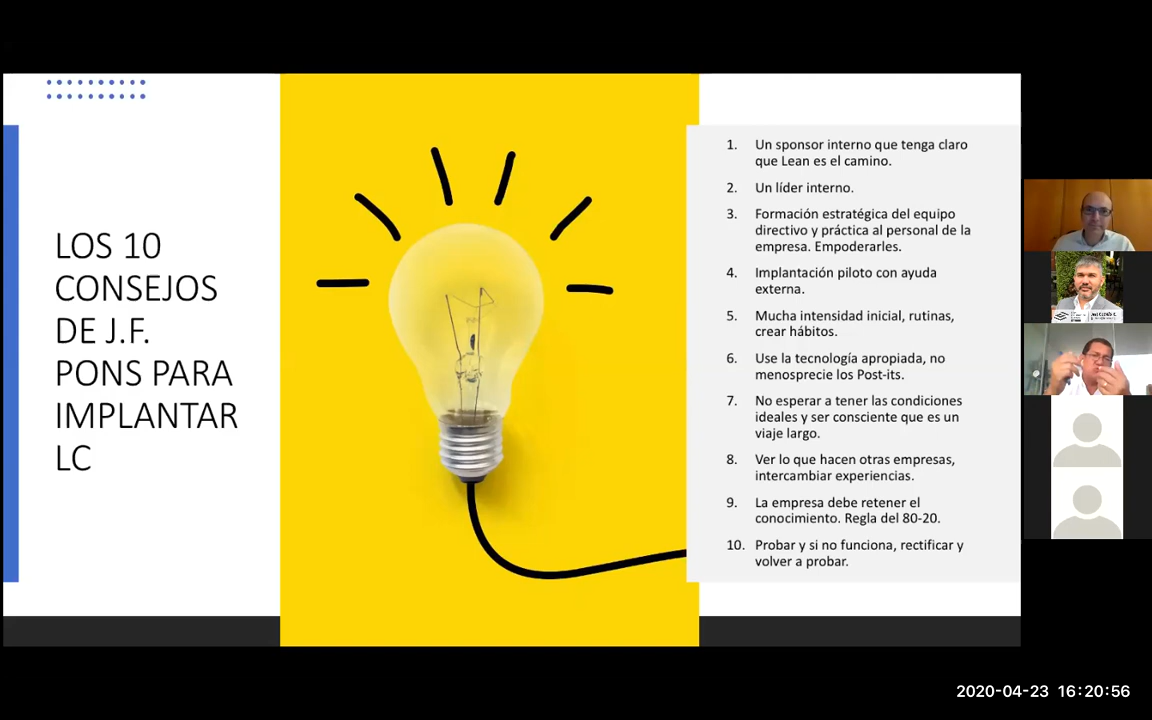 LOS 10
CONSEJOS
DE J.F.
PONS PARA
IMPLANTAR
LC
1. Un sponsor interno que tenga claro
que Lean es el camino.
2. Un líder interno.
3. Formación estratégica del equipo
directivo y práctica al personal de la
empresa. Empoderarles.
4. Implantación piloto con ayuda
externa.
5. Mucha intensidad inicial, rutinas,
crear hábitos.
6. Use la tecnología apropiada, no
menosprecie los Post-its.
7. No esperar a tener las condiciones
ideales y ser consciente que es un
viaje largo.
8. Ver lo que hacen otras empresas,
intercambiar experiencias.
9. La empresa debe retener el
conocimiento. Regla del 80-20.
10. Probar y si no funciona, rectificar y
volver a probar.
2020-04-23 16:20:56